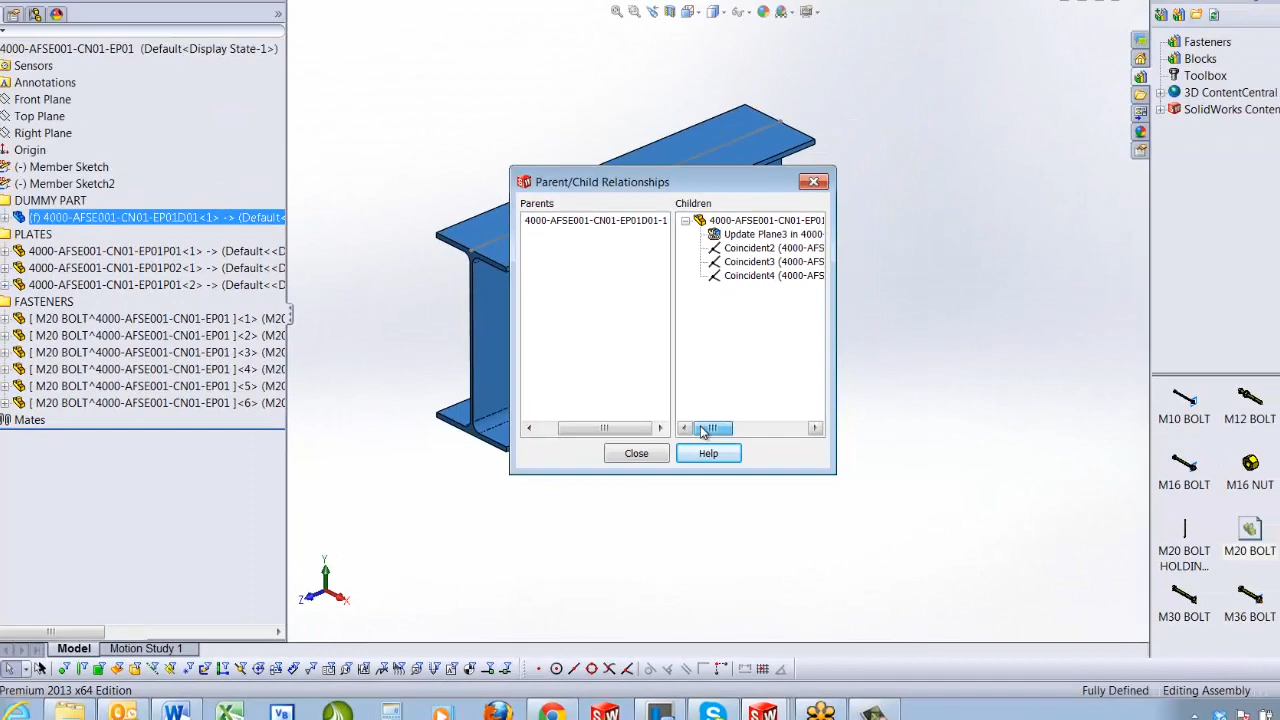 4000-AFSE001-CN01-EP01 (Default<Display State-1>)
Sensors
Annotations
Front Plane
Top Plane
Right Plane
Origin
(-) Member Sketch
(-) Member Sketch2
DUMMY PART
(f) 4000-AFSE001-CN01-EP01D01<1> -> (Default<
PLATES
4000-AFSE001-CN01-EP01P01<1> -> (Default<<D
4000-AFSE001-CN01-EP01P02<1> -> (Default<<D
4000-AFSE001-CN01-EP01P01<2> -> (Default<<D
FASTENERS
[ M20 BOLT^4000-AFSE001-CN01-EP01 ]<1> (M20
[ M20 BOLT^4000-AFSE001-CN01-EP01 ]<2> (M20
[ M20 BOLT^4000-AFSE001-CN01-EP01 ]<3> (M20
[ M20 BOLT^4000-AFSE001-CN01-EP01 ]<4> (M20
[ M20 BOLT^4000-AFSE001-CN01-EP01 ]<5> (M20
[ M20 BOLT^4000-AFSE001-CN01-EP01 ]<6> (M20
Mates
Parent/Child Relationships
Parents
4000-AFSE001-CN01-EP01D01-1
Children
4000-AFSE001-CN01-EP01
Update Plane3 in 4000-
Coincident2 (4000-AFS
Coincident3 (4000-AFS
Coincident4 (4000-AFS
Close
Help
Y
Z
X
Fasteners
Blocks
Toolbox
3D ContentCentral
SolidWorks Conten
M10 BOLT
M12 BOLT
M16 BOLT
M16 NUT
M20 BOLT HOLDIN...
M20 BOLT
M30 BOLT
M36 BOLT
Model
Motion Study 1
Premium 2013 x64 Edition
Fully Defined
Editing Assembly